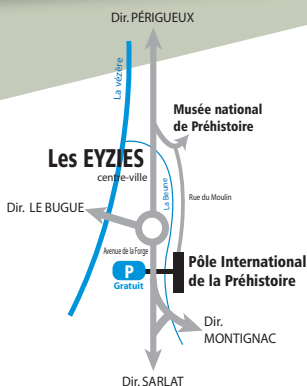 Dir. PÉRIGUEUX
La vézère
Musée national
de Préhistoire
Les EYZIES
centre-ville
La Beune
Rue du Moulin
Dir. LE BUGUE
Avenue de la Forge
P
Gratuit
Pôle International
de la Préhistoire
Dir.
MONTIGNAC
Dir. SARLAT